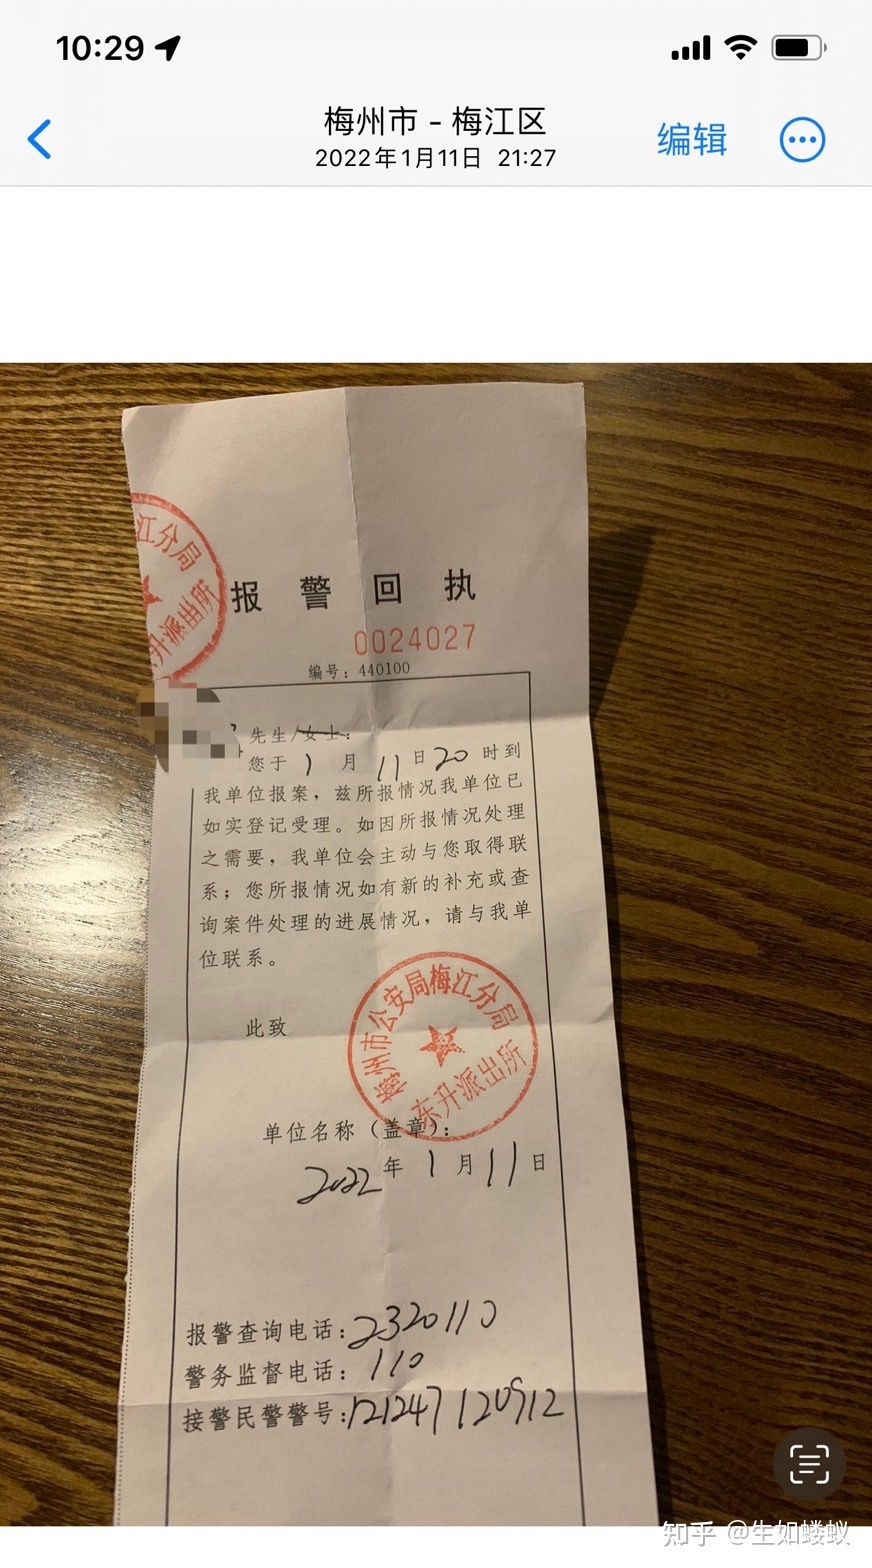 10:29
梅州市 - 梅江区
2022年1月11日 21:27
编辑
江分局
东升派出所
报 警 回 执
0024027
编号：440100
先生/女士：
您于 1 月 11 日 20 时到
我单位报案，兹所报情况我单位已
如实登记受理。如因所报情况处理
之需要，我单位会主动与您取得联
系；您所报情况如有新的补充或查
询案件处理的进展情况，请与我单
位联系。
此致
梅州市公安局梅江分局
东升派出所
单位名称（盖章）：
2022 年 1 月 11 日
报警查询电话：2320110
警务监督电话：110
接警民警警号：121247 120912
知乎 @生如蝼蚁